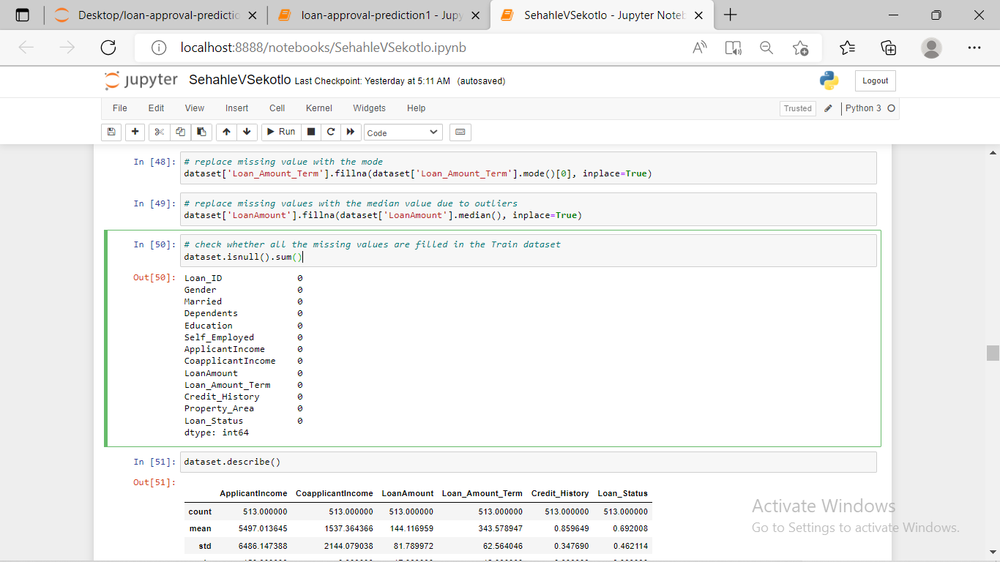 Desktop/loan-approval-predictic
loan-approval-prediction1 - Jupy
SehahleVSekotlo - Jupyter Noteb
localhost:8888/notebooks/SehahleVSekotlo.ipynb
jupyter SehahleVSekotlo Last Checkpoint: Yesterday at 5:11 AM (autosaved)
Logout
File Edit View Insert Cell Kernel Widgets Help
Trusted Python 3
Run Code
In [48]: # replace missing value with the mode
dataset['Loan_Amount_Term'].fillna(dataset['Loan_Amount_Term'].mode()[0], inplace=True)
In [49]: # replace missing values with the median value due to outliers
dataset['LoanAmount'].fillna(dataset['LoanAmount'].median(), inplace=True)
In [50]: # check whether all the missing values are filled in the Train dataset
dataset.isnull().sum()
Out[50]: Loan_ID 0
Gender 0
Married 0
Dependents 0
Education 0
Self_Employed 0
ApplicantIncome 0
CoapplicantIncome 0
LoanAmount 0
Loan_Amount_Term 0
Credit_History 0
Property_Area 0
Loan_Status 0
dtype: int64
In [51]: dataset.describe()
Out[51]:
ApplicantIncome CoapplicantIncome LoanAmount Loan_Amount_Term Credit_History Loan_Status
count 513.000000 513.000000 513.000000 513.000000 513.000000 513.000000
mean 5497.013645 1537.364366 144.116959 343.578947 0.859649 0.692008
std 6486.147388 2144.079038 81.789972 62.564046 0.347690 0.462114
Activate Windows
Go to Settings to activate Windows.